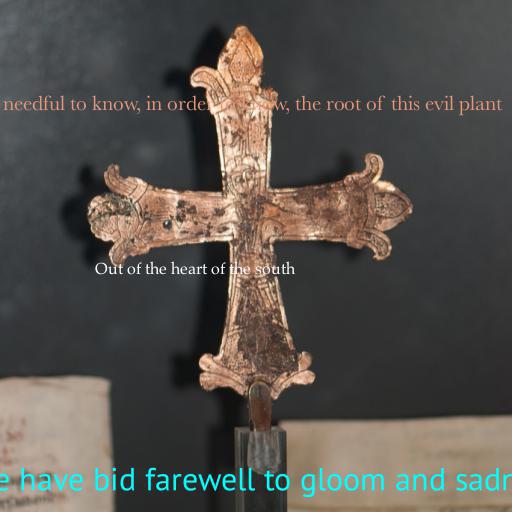 needful to know, in order , the root of this evil plant
Out of the heart of the south
have bid farewell to gloom and